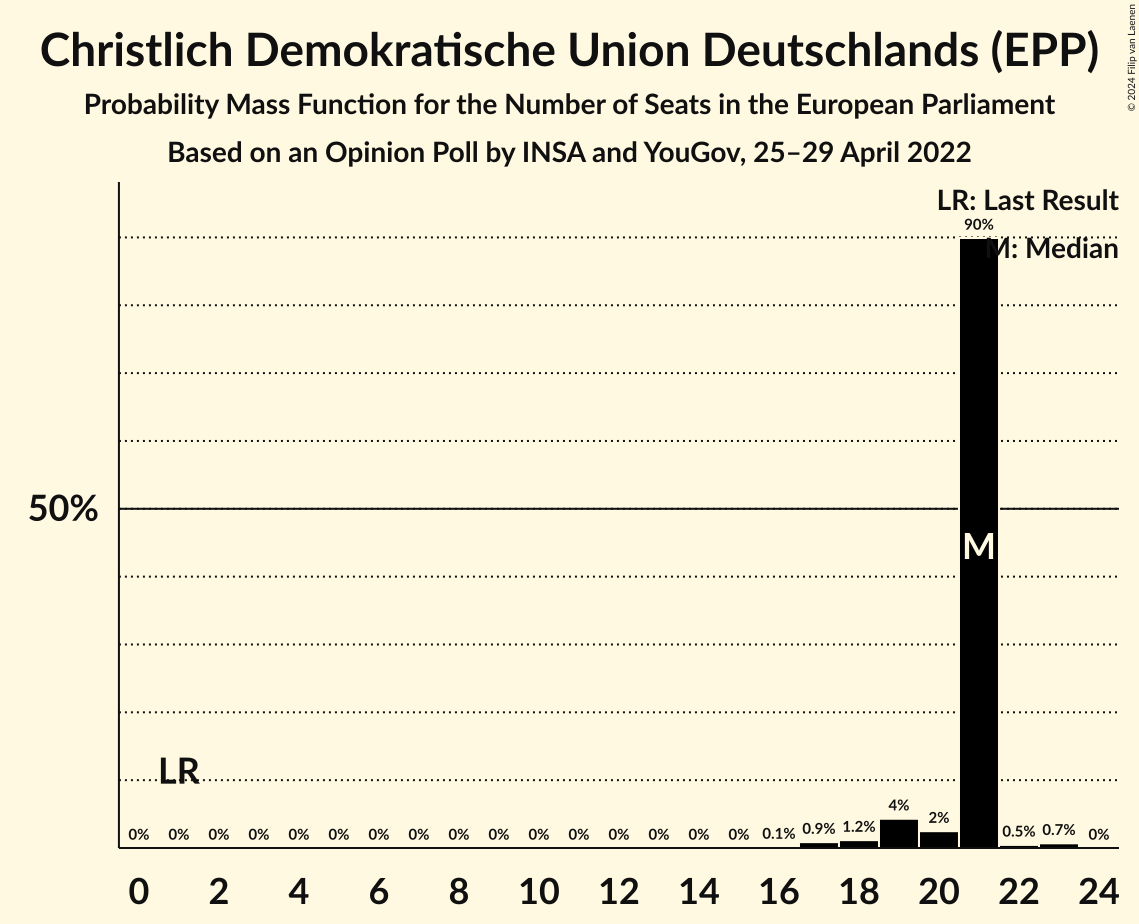 Christlich Demokratische Union Deutschlands (EPP)
Probability Mass Function for the Number of Seats in the European Parliament
Based on an Opinion Poll by INSA and YouGov, 25–29 April 2022
© 2024 Filip van Laenen
LR: Last Result
90%
M: Median
50%
M
LR
0% 0% 0% 0% 0% 0% 0% 0% 0% 0% 0% 0% 0% 0% 0% 0% 0.1% 0.9% 1.2% 4% 2% 0.5% 0.7% 0%
0 2 4 6 8 10 12 14 16 18 20 22 24